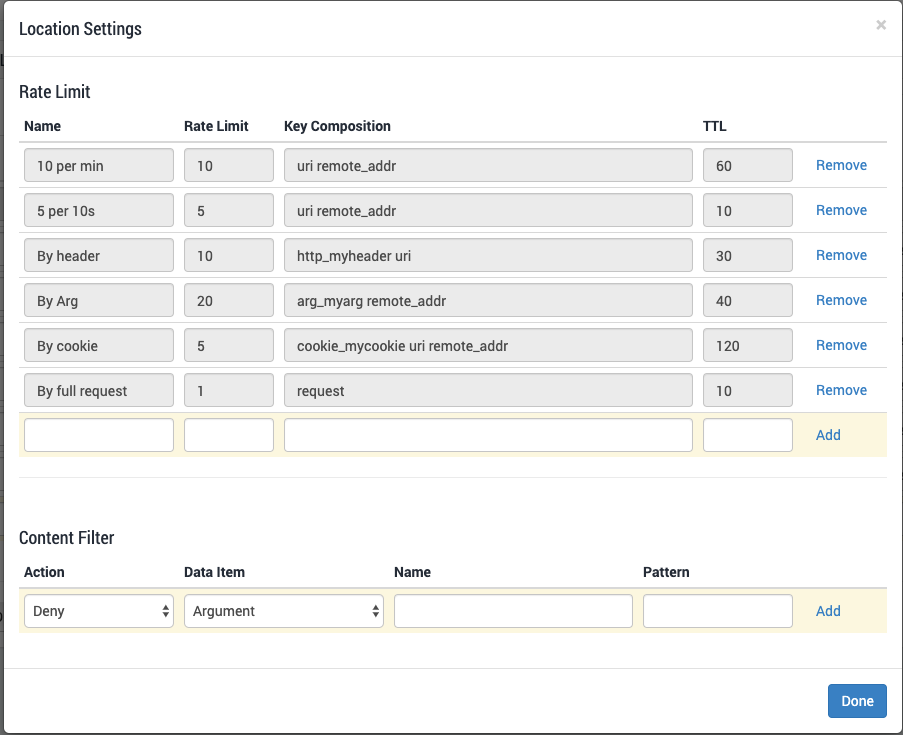 Location Settings ×
Rate Limit
Name Rate Limit Key Composition TTL
10 per min 10 uri remote_addr 60 Remove
5 per 10s 5 uri remote_addr 10 Remove
By header 10 http_myheader uri 30 Remove
By Arg 20 arg_myarg remote_addr 40 Remove
By cookie 5 cookie_mycookie uri remote_addr 120 Remove
By full request 1 request 10 Remove
Add
Content Filter
Action Data Item Name Pattern
Deny Argument Add
Done